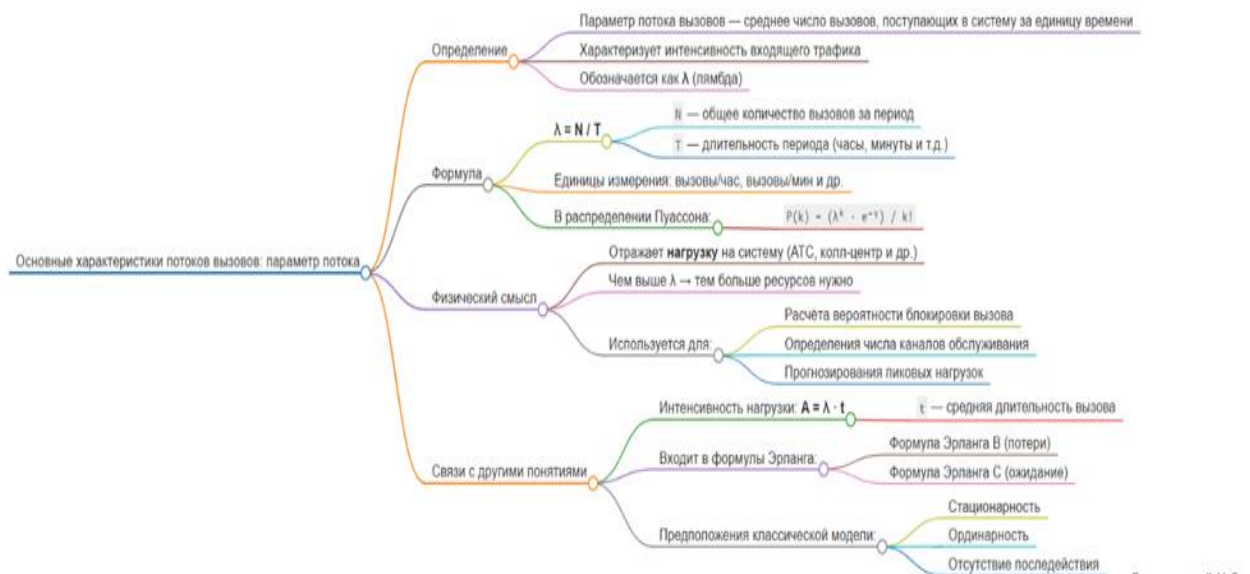 Основные характеристики потоков вызовов: параметр потока
Определение
Параметр потока вызовов — среднее число вызовов, поступающих в систему за единицу времени
Характеризует интенсивность входящего трафика
Обозначается как λ (лямбда)
Формула
λ = N / T
N — общее количество вызовов за период
T — длительность периода (часы, минуты и т.д.)
Единицы измерения: вызовы/час, вызовы/мин и др.
В распределении Пуассона:
P(k) = (λᵏ · e⁻ʸ) / k!
Физический смысл
Отражает нагрузку на систему (АТС, колл-центр и др.)
Чем выше λ → тем больше ресурсов нужно
Используется для:
Расчёта вероятности блокировки вызова
Определения числа каналов обслуживания
Прогнозирования пиковых нагрузок
Связи с другими понятиями
Интенсивность нагрузки: A = λ · t
t — средняя длительность вызова
Входит в формулы Эрланга:
Формула Эрланга B (потери)
Формула Эрланга C (ожидание)
Предположения классической модели:
Стационарность
Ординарность
Отсутствие последействия